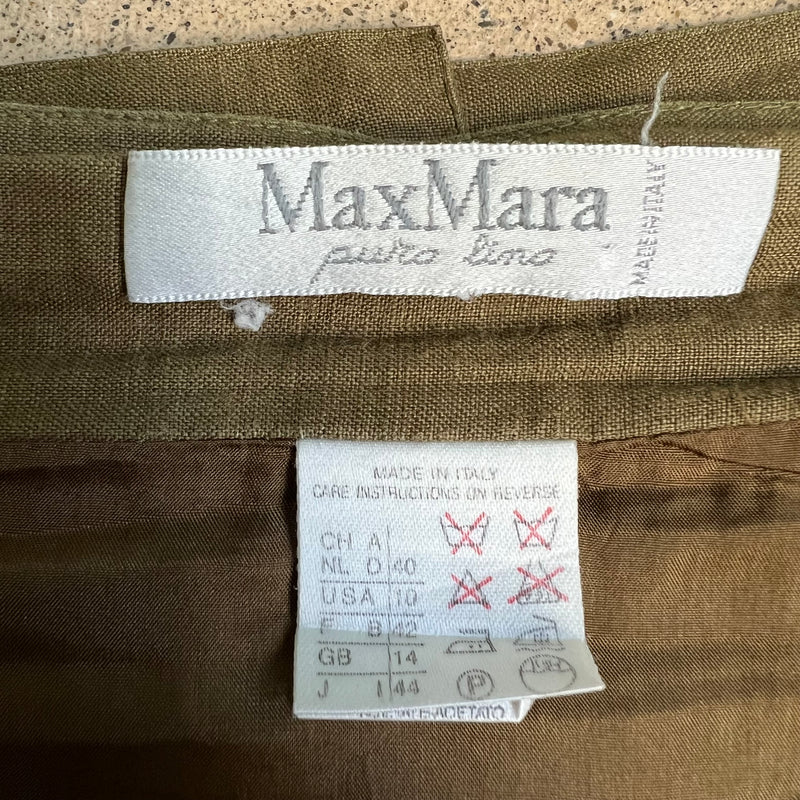 MaxMara
puro lino
MADE IN ITALY
MADE IN ITALY
CARE INSTRUCTIONS ON REVERSE
CH A
NL D 40
USA 10
F B 42
GB 14
J I 44
P
ACETATO